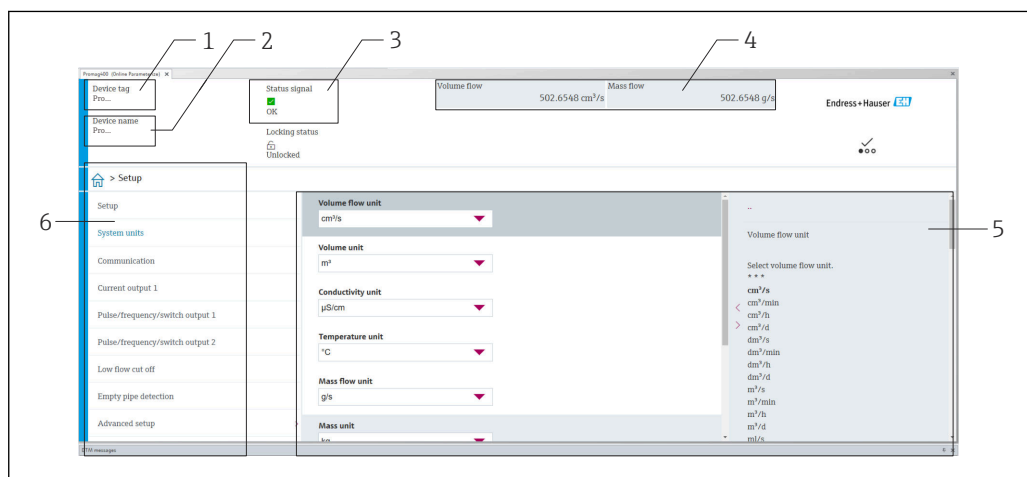 1
2
3
4
Promag400 (Online Parameterize) ×
Device tag
Pro...
Status signal
OK
Volume flow
502.6548 cm³/s
Mass flow
502.6548 g/s
Endress+Hauser EH
Device name
Pro...
Locking status
Unlocked
> Setup
6
5
Setup
System units
Communication
Current output 1
Pulse/frequency/switch output 1
Pulse/frequency/switch output 2
Low flow cut off
Empty pipe detection
Advanced setup
Volume flow unit
cm³/s
Volume unit
m³
Conductivity unit
µS/cm
Temperature unit
°C
Mass flow unit
g/s
Mass unit
kg
..
Volume flow unit
Select volume flow unit.
* * *
cm³/s
cm³/min
cm³/h
cm³/d
dm³/s
dm³/min
dm³/h
dm³/d
m³/s
m³/min
m³/h
m³/d
ml/s
DTM messages